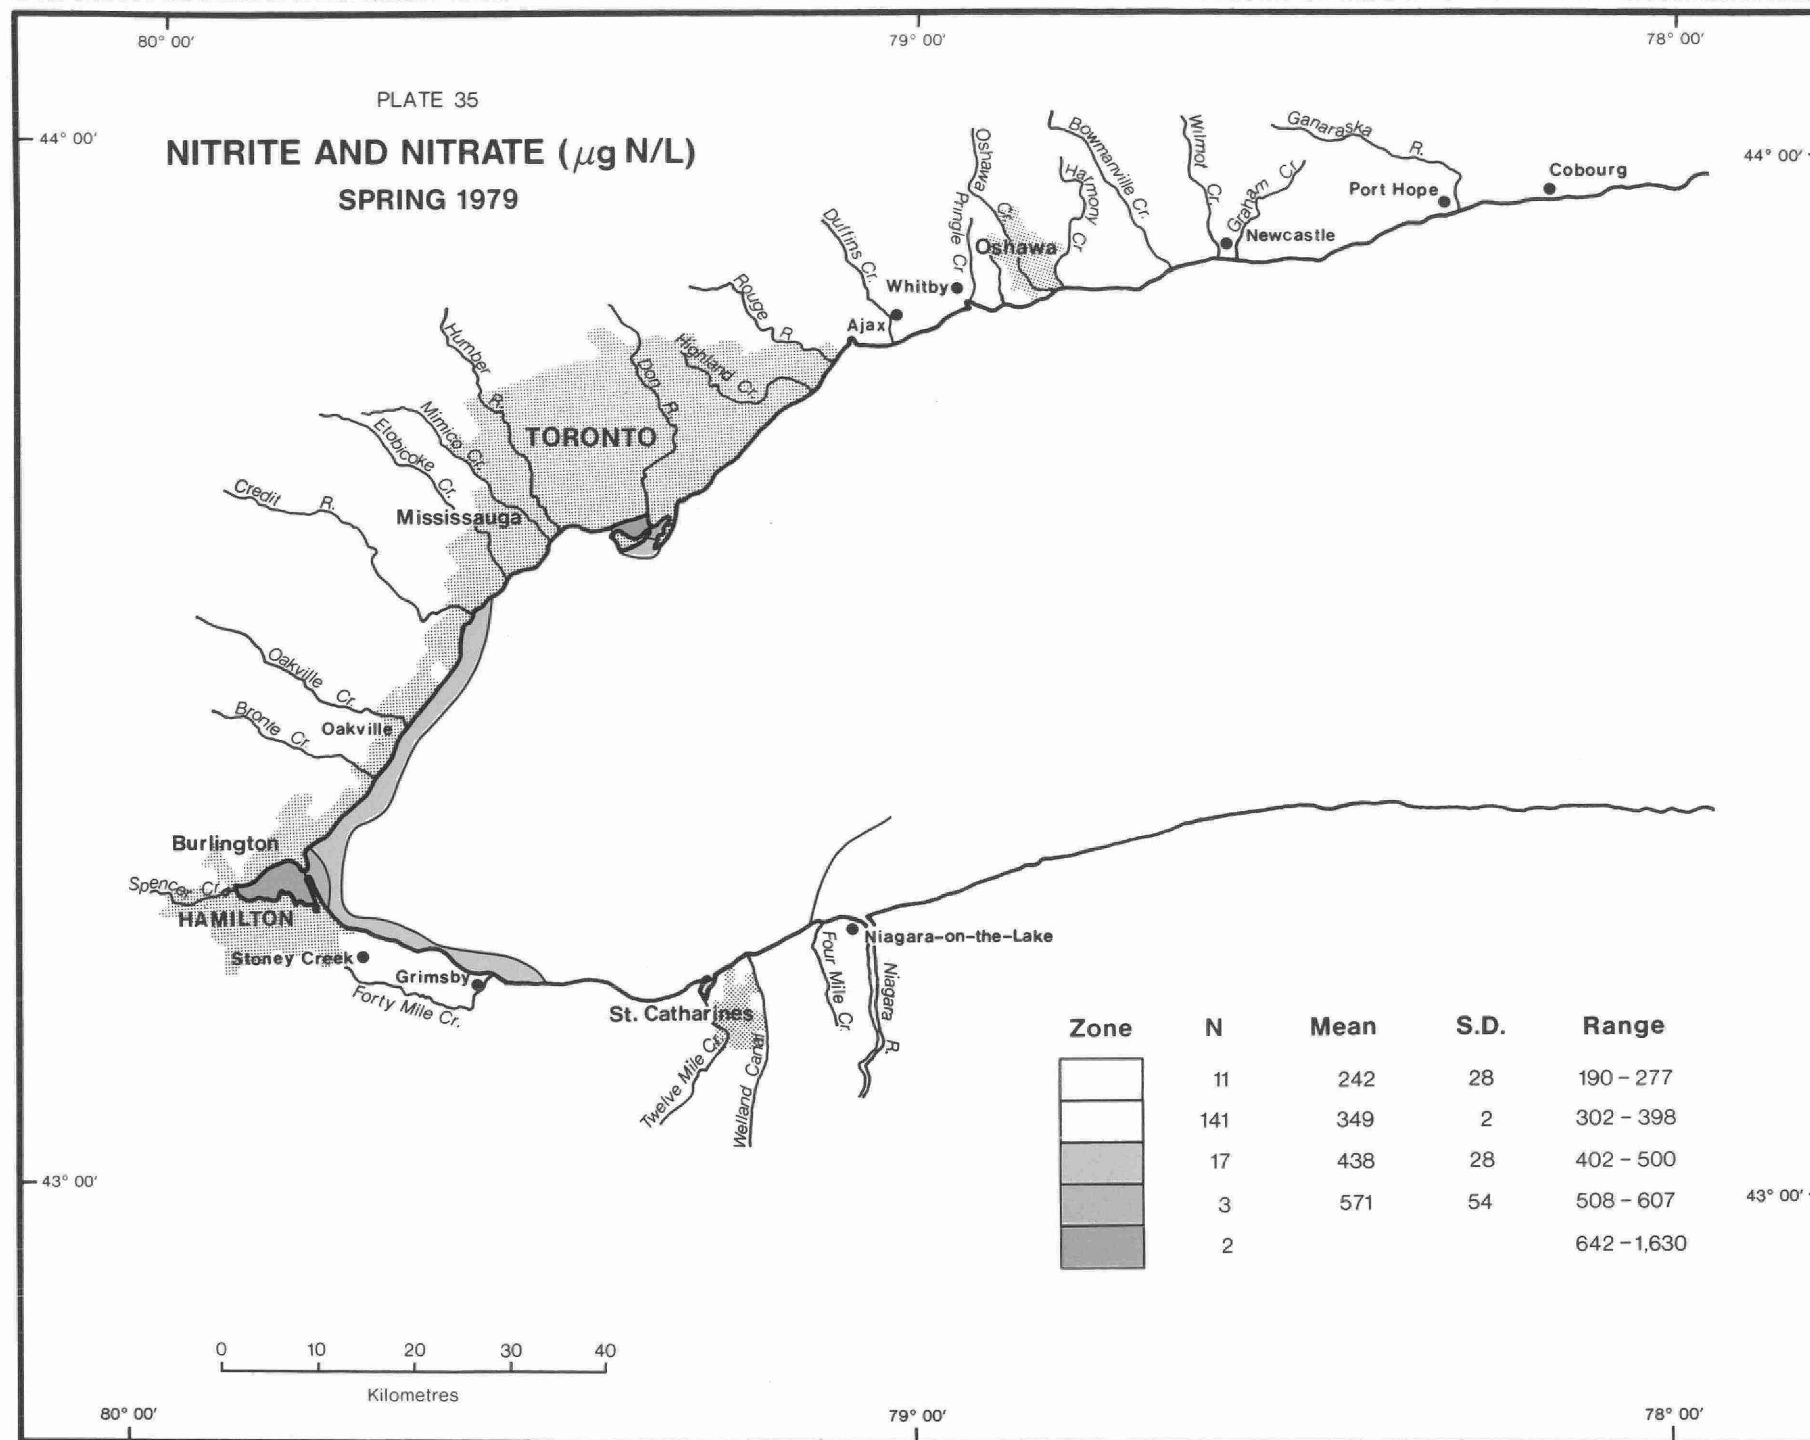 80° 00' 79° 00' 78° 00'
PLATE 35
44° 00'
NITRITE AND NITRATE (μg N/L)
SPRING 1979
44° 00'
Ganaraska R.
Cobourg
Port Hope
Wilmot Cr.
Graham Cr.
Newcastle
Bowmanville Cr.
Harmony Cr.
Oshawa Cr.
Oshawa
Pringle Cr.
Whitby
Duffins Cr.
Ajax
Rouge R.
Highland Cr.
Don R.
Humber R.
TORONTO
Mimico Cr.
Etobicoke Cr.
Mississauga
Credit R.
Oakville Cr.
Oakville
Bronte Cr.
Burlington
Spencer Cr.
HAMILTON
Stoney Creek
Grimsby
Forty Mile Cr.
St. Catharines
Twelve Mile Cr.
Welland Canal
Four Mile Cr.
Niagara-on-the-Lake
Niagara R.
Zone N Mean S.D. Range
11 242 28 190-277
141 349 2 302-398
17 438 28 402-500
3 571 54 508-607
2 642-1,630
43° 00'
43° 00'
0 10 20 30 40
Kilometres
80° 00' 79° 00' 78° 00'